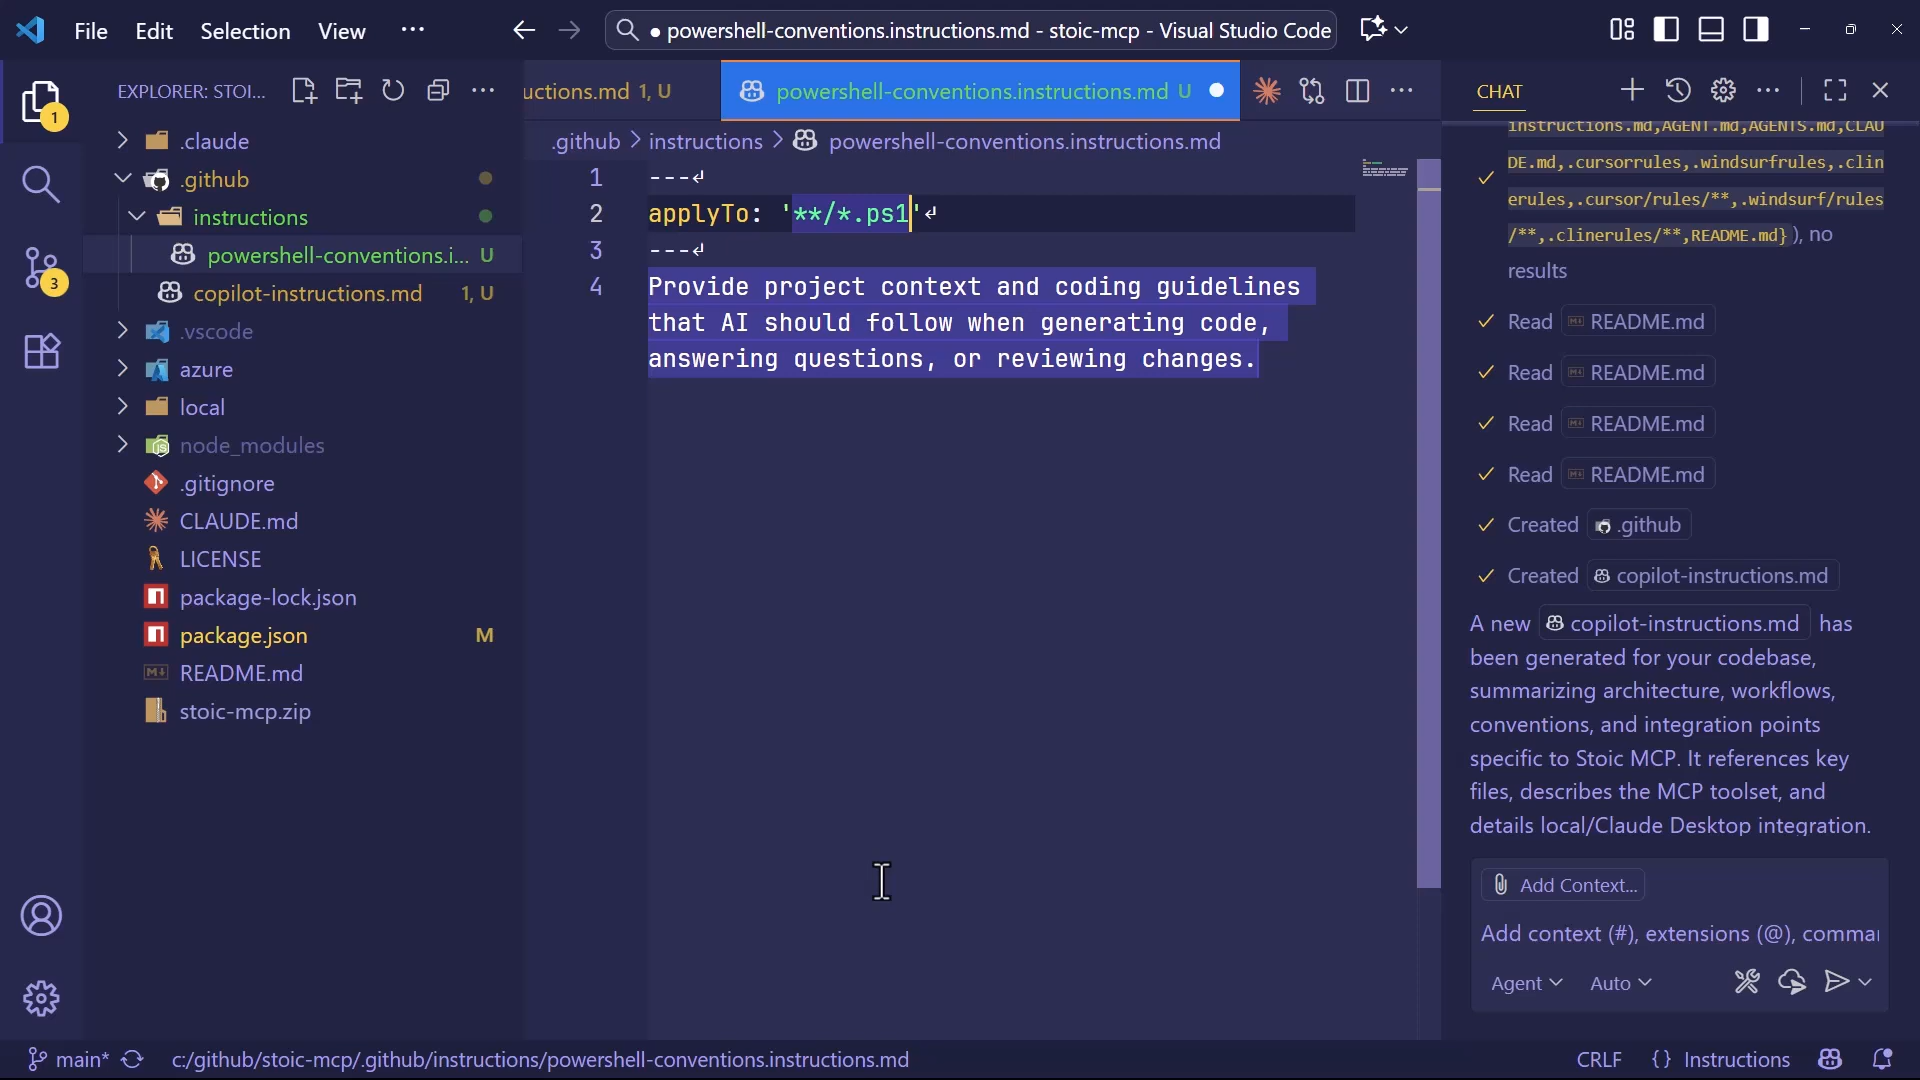 File Edit Selection View ···
● powershell-conventions.instructions.md - stoic-mcp - Visual Studio Code
EXPLORER: STOI...
1
3
.claude
.github
instructions
powershell-conventions.i... U
copilot-instructions.md 1, U
.vscode
azure
local
node_modules
.gitignore
CLAUDE.md
LICENSE
package-lock.json
package.json M
README.md
stoic-mcp.zip
uctions.md 1, U
powershell-conventions.instructions.md U
.github > instructions > powershell-conventions.instructions.md
1 ---
2 applyTo: '**/*.ps1'
3 ---
4 Provide project context and coding guidelines
that AI should follow when generating code,
answering questions, or reviewing changes.
CHAT
instructions.md,AGENT.md,AGENTS.md,CLAU
DE.md,.cursorrules,.windsurfrules,.clin
erules,.cursor/rules/**,.windsurf/rules
/**,.clinerules/**,README.md}), no
results
Read README.md
Read README.md
Read README.md
Read README.md
Created .github
Created copilot-instructions.md
A new copilot-instructions.md has
been generated for your codebase,
summarizing architecture, workflows,
conventions, and integration points
specific to Stoic MCP. It references key
files, describes the MCP toolset, and
details local/Claude Desktop integration.
Add Context...
Add context (#), extensions (@), comma
Agent Auto
main* c:/github/stoic-mcp/.github/instructions/powershell-conventions.instructions.md
CRLF {} Instructions